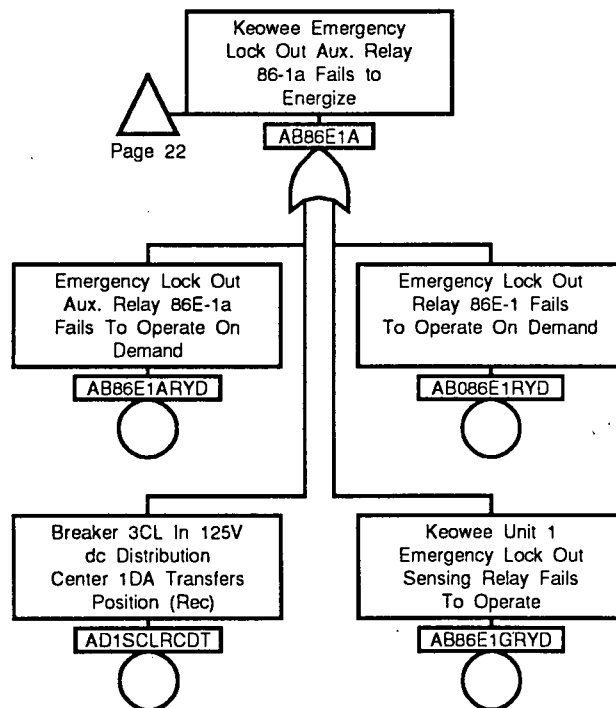 Keowee Emergency
Lock Out Aux. Relay
86-1a Fails to
Energize
Page 22
AB86E1A
Emergency Lock Out
Aux. Relay 86E-1a
Fails To Operate On
Demand
AB86E1ARYD
Emergency Lock Out
Relay 86E-1 Fails
To Operate On Demand
AB086E1RYD
Breaker 3CL In 125V
dc Distribution
Center 1DA Transfers
Position (Rec)
AD1SCLRCDT
Keowee Unit 1
Emergency Lock Out
Sensing Relay Fails
To Operate
AB86E1GRYD